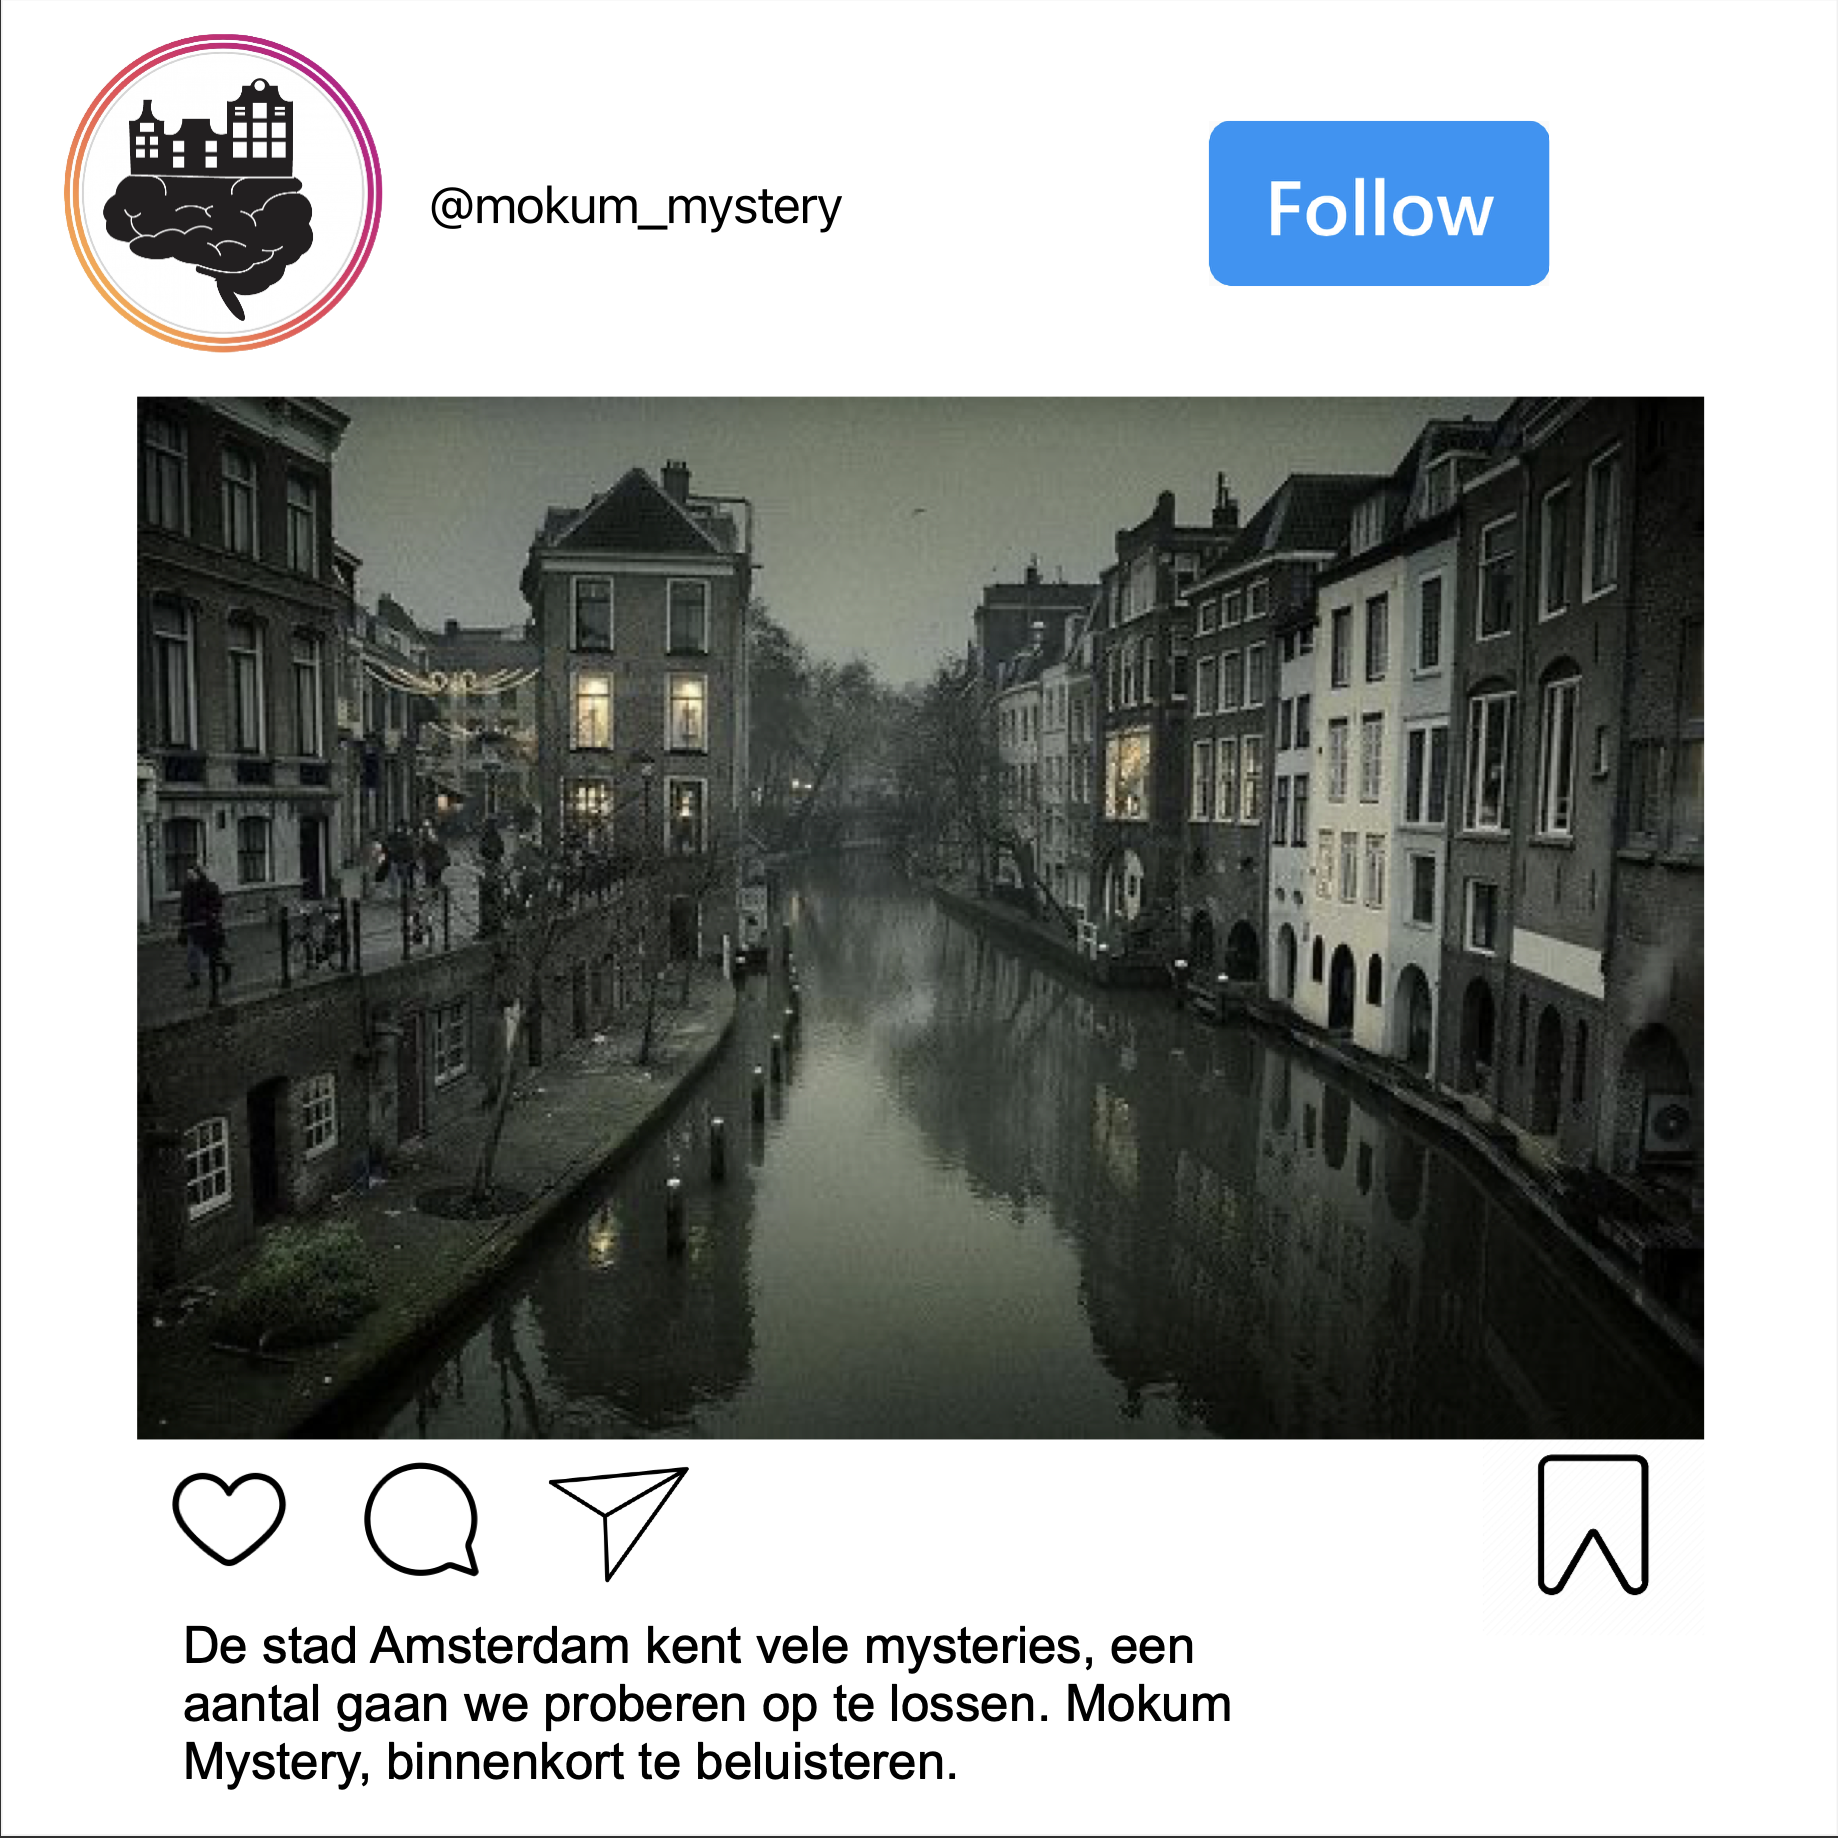 @mokum_mystery
Follow
De stad Amsterdam kent vele mysteries, een
aantal gaan we proberen op te lossen. Mokum
Mystery, binnenkort te beluisteren.